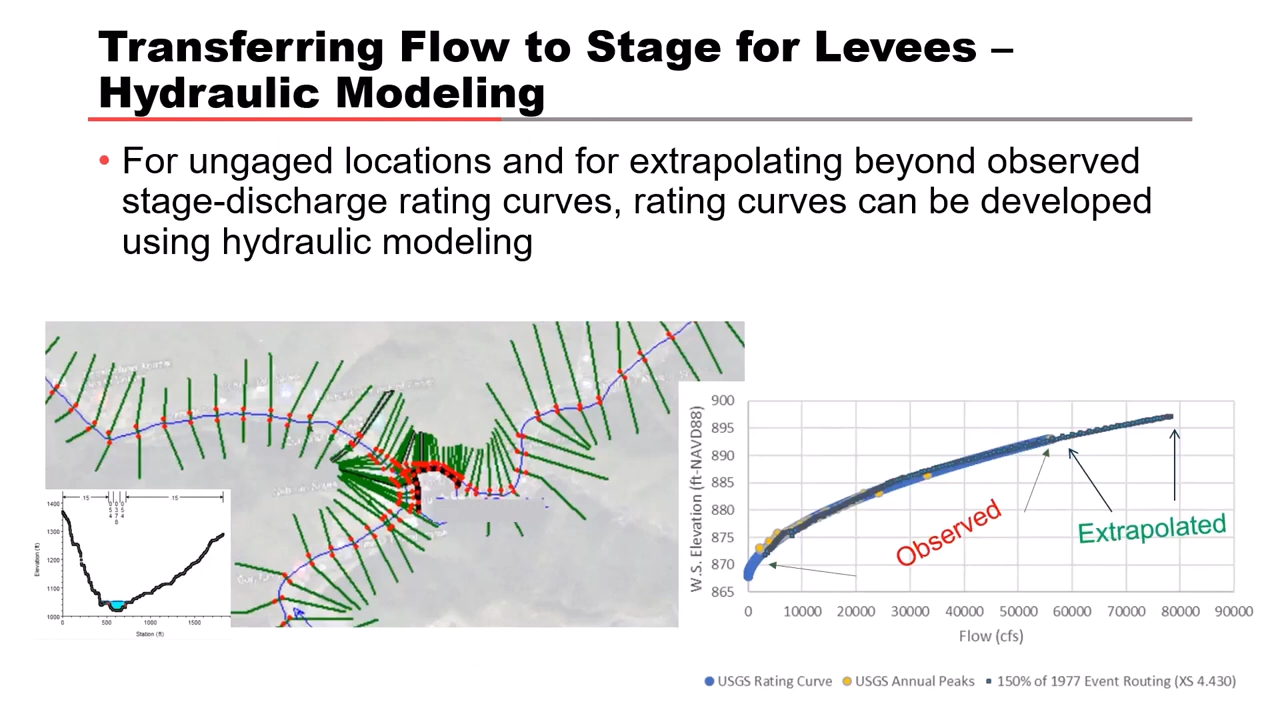 Transferring Flow to Stage for Levees –
Hydraulic Modeling
• For ungaged locations and for extrapolating beyond observed
stage-discharge rating curves, rating curves can be developed
using hydraulic modeling
.15
.15
1400
1300
1200
1100
1000
Elevation (ft)
0
500
1000
1500
Station (ft)
900
895
890
885
880
875
870
865
W.S. Elevation (ft-NAVD88)
Observed
Extrapolated
0
10000
20000
30000
40000
50000
60000
70000
80000
90000
Flow (cfs)
USGS Rating Curve
USGS Annual Peaks
150% of 1977 Event Routing (XS 4.430)